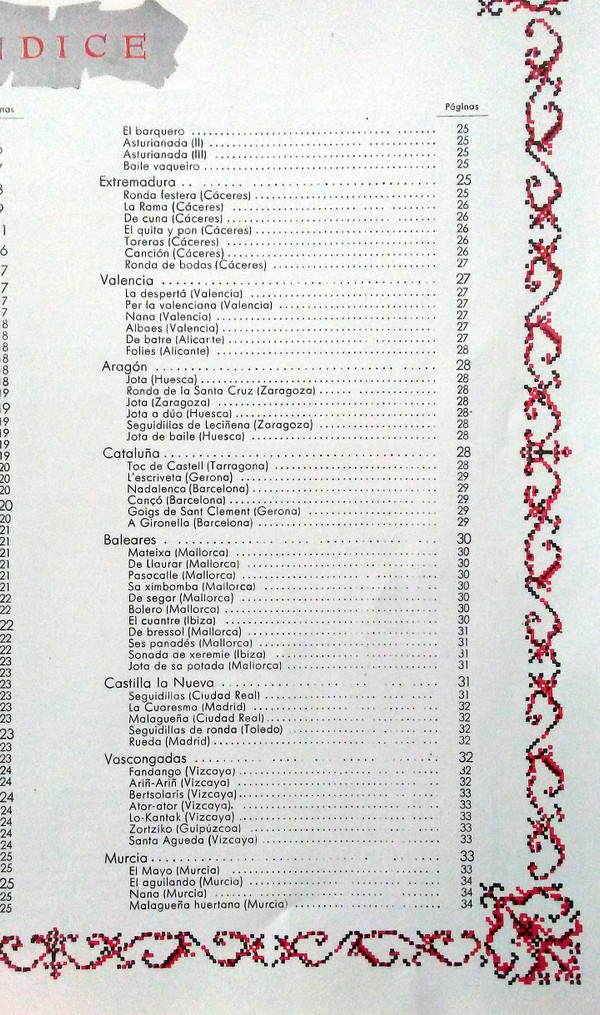 NDICE
Páginas
El barquero 25
Asturianada (II) 25
Asturianada (III) 25
Baile vaqueiro 25
Extremadura 25
Ronda festera (Cáceres) 25
La Rama (Cáceres) 26
De cuna (Cáceres) 26
El quita y pon (Cáceres) 26
Toreras (Cáceres) 26
Canción (Cáceres) 26
Ronda de bodas (Cáceres) 27
Valencia 27
La despertá (Valencia) 27
Per la valenciana (Valencia) 27
Nana (Valencia) 27
Albaes (Valencia) 27
De batre (Alicante) 27
Folies (Alicante) 28
Aragón 28
Jota (Huesca) 28
Ronda de la Santa Cruz (Zaragoza) 28
Jota (Zaragoza) 28
Jota a dúo (Huesca) 28
Seguidillas de Leciñena (Zaragoza) 28
Jota de baile (Huesca) 28
Cataluña 28
Toc de Castell (Tarragona) 28
L'escriveta (Gerona) 29
Nadalenca (Barcelona) 29
Cançó (Barcelona) 29
Goigs de Sant Clement (Gerona) 29
A Gironella (Barcelona) 29
Baleares 30
Mateixa (Mallorca) 30
De Llaurar (Mallorca) 30
Pasacalle (Mallorca) 30
Sa ximbomba (Mallorca) 30
De segar (Mallorca) 30
Bolero (Mallorca) 30
El cuantre (Ibiza) 30
De bressol (Mallorca) 31
Ses panadés (Mallorca) 31
Sonada de xeremie (Ibiza) 31
Jota de sa potada (Mallorca) 31
Castilla la Nueva 31
Seguidillas (Ciudad Real) 31
La Cuaresma (Madrid) 32
Malagueña (Ciudad Real) 32
Seguidillas de ronda (Toledo) 32
Rueda (Madrid) 32
Vascongadas 32
Fandango (Vizcaya) 32
Ariñ-Ariñ (Vizcaya) 32
Bertsolaris (Vizcaya) 33
Ator-ator (Vizcaya) 33
Lo-Kantak (Vizcaya) 33
Zortziko (Guipúzcoa) 33
Santa Agueda (Vizcaya) 33
Murcia 33
El Mayo (Murcia) 33
El aguilando (Murcia) 34
Nana (Murcia) 34
Malagueña huertana (Murcia) 34